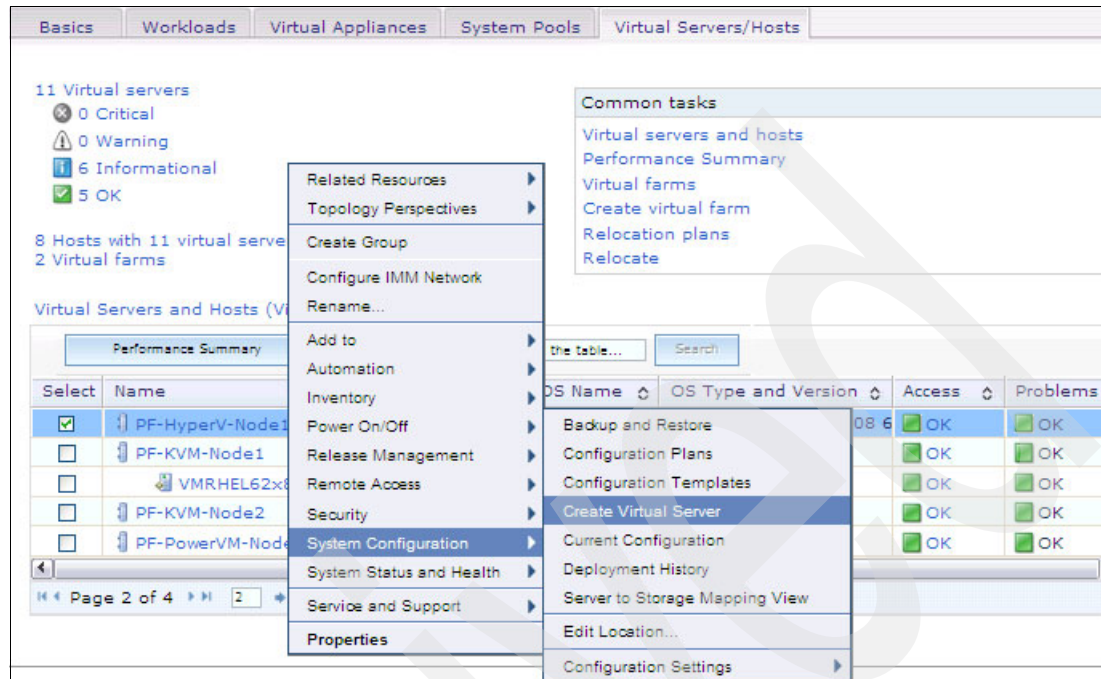 Basics
Workloads
Virtual Appliances
System Pools
Virtual Servers/Hosts
11 Virtual servers
0 Critical
0 Warning
6 Informational
5 OK
8 Hosts with 11 virtual serve
2 Virtual farms
Common tasks
Virtual servers and hosts
Performance Summary
Virtual farms
Create virtual farm
Relocation plans
Relocate
Virtual Servers and Hosts (Vi
Performance Summary
the table...
Search
Select
Name
OS Name
OS Type and Version
Access
Problems
PF-HyperV-Node1
08 6
OK
OK
PF-KVM-Node1
OK
OK
VMRHEL62x8
OK
OK
PF-KVM-Node2
OK
OK
PF-PowerVM-Node
OK
OK
Page 2 of 4
2
Related Resources
Topology Perspectives
Create Group
Configure IMM Network
Rename...
Add to
Automation
Inventory
Power On/Off
Release Management
Remote Access
Security
System Configuration
System Status and Health
Service and Support
Properties
Backup and Restore
Configuration Plans
Configuration Templates
Create Virtual Server
Current Configuration
Deployment History
Server to Storage Mapping View
Edit Location...
Configuration Settings